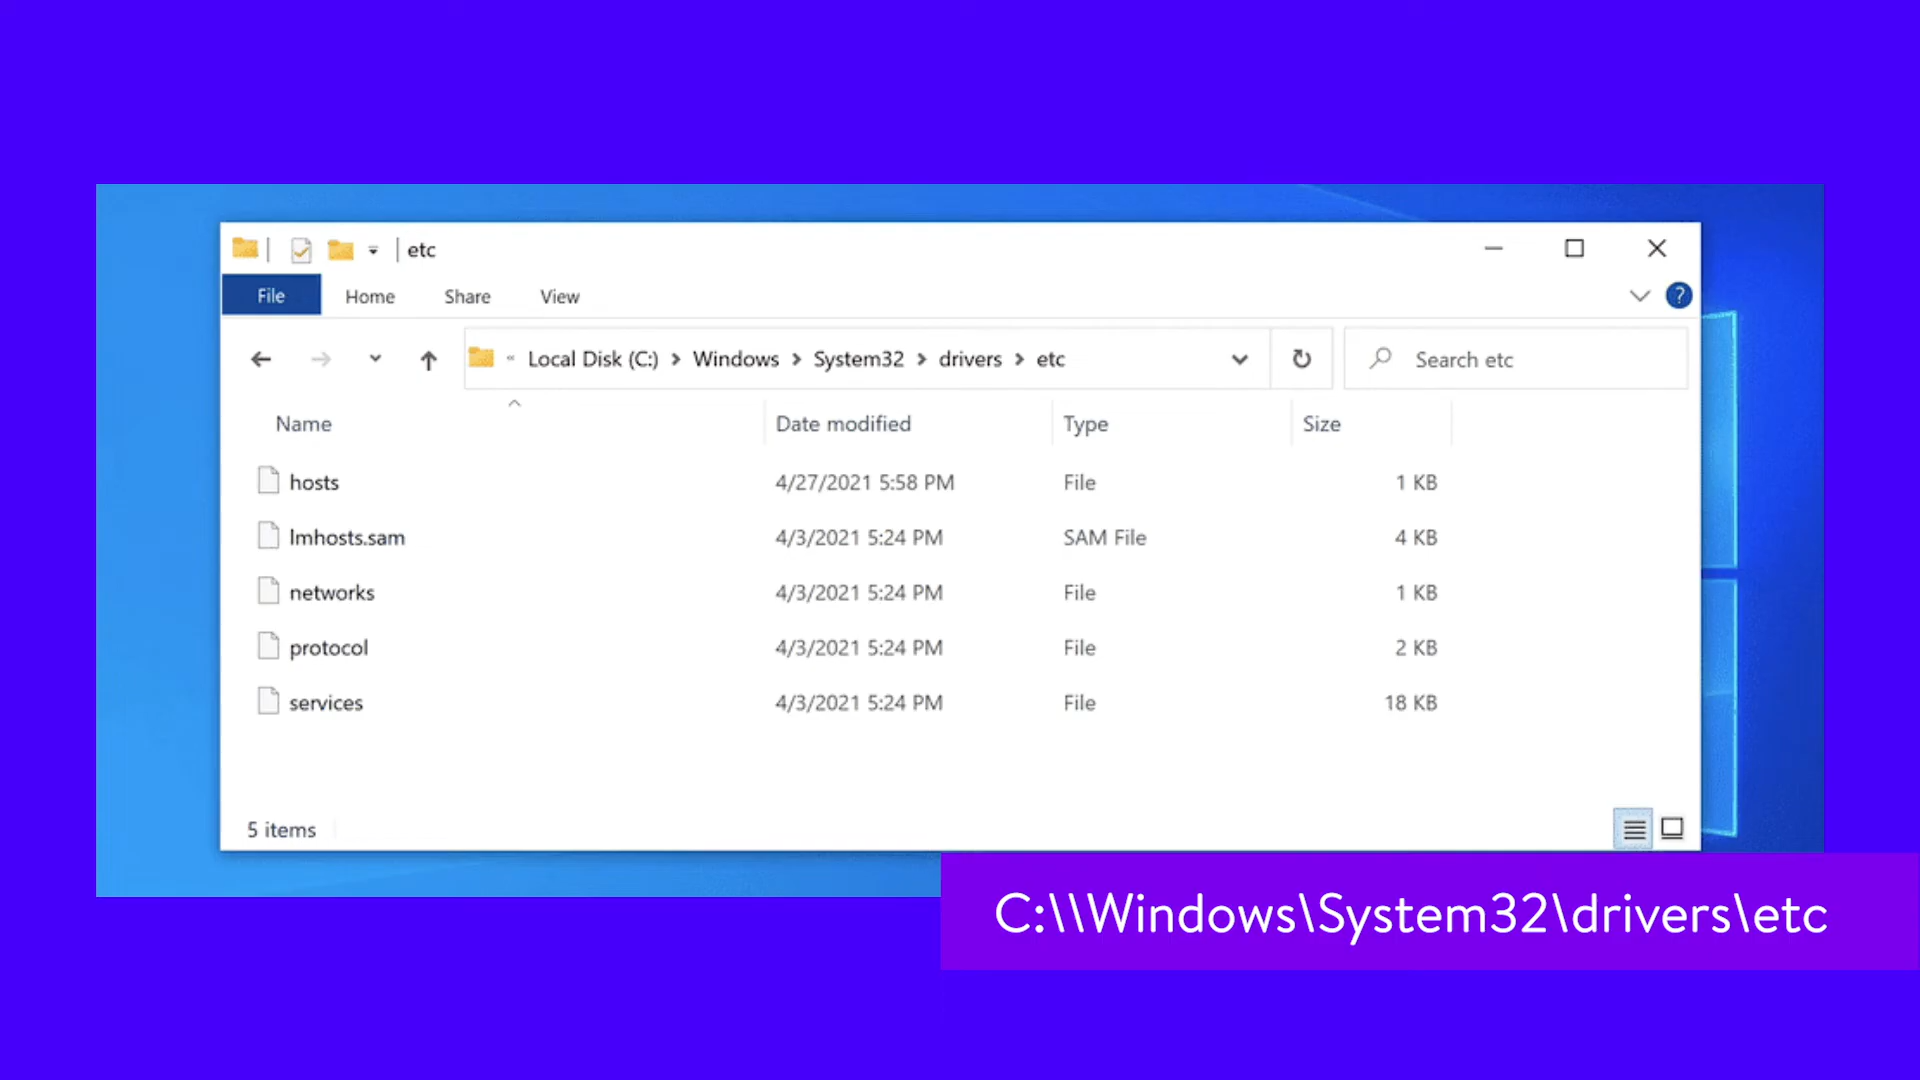 etc
File Home Share View
Local Disk (C:) Windows System32 drivers etc Search etc
Name Date modified Type Size
hosts 4/27/2021 5:58 PM File 1 KB
lmhosts.sam 4/3/2021 5:24 PM SAM File 4 KB
networks 4/3/2021 5:24 PM File 1 KB
protocol 4/3/2021 5:24 PM File 2 KB
services 4/3/2021 5:24 PM File 18 KB
5 items
C:\\Windows\System32\drivers\etc